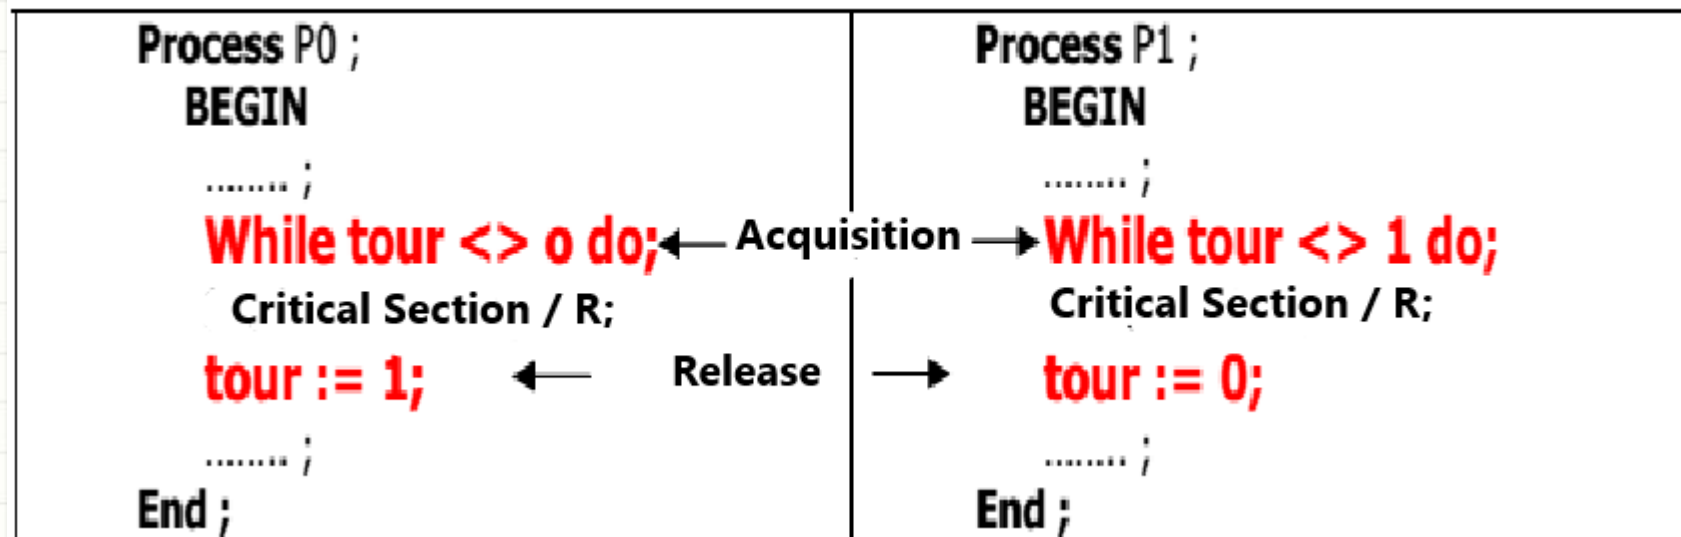 Process P0 ;
BEGIN
........ ;
While tour <> o do;
Critical Section / R;
tour := 1;
........ ;
End ;
Acquisition
Release
Process P1 ;
BEGIN
........ ;
While tour <> 1 do;
Critical Section / R;
tour := 0;
........ ;
End ;